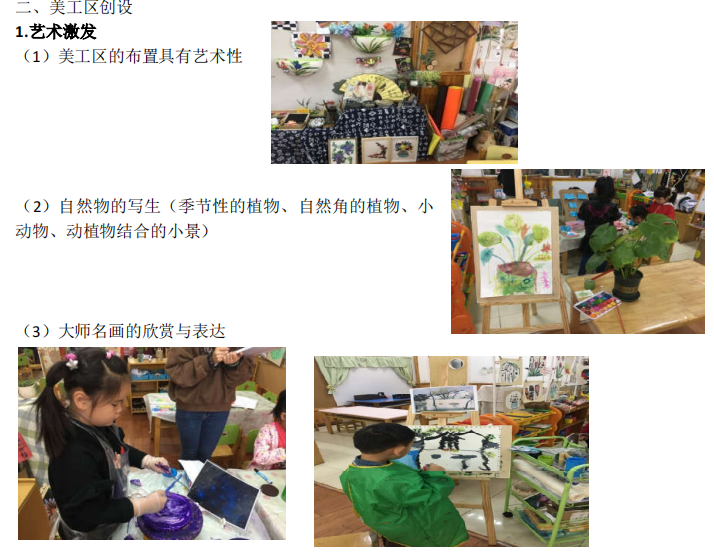 二、美工区创设
1.艺术激发
（1）美工区的布置具有艺术性
（2）自然物的写生（季节性的植物、自然角的植物、小
动物、动植物结合的小景）
（3）大师名画的欣赏与表达